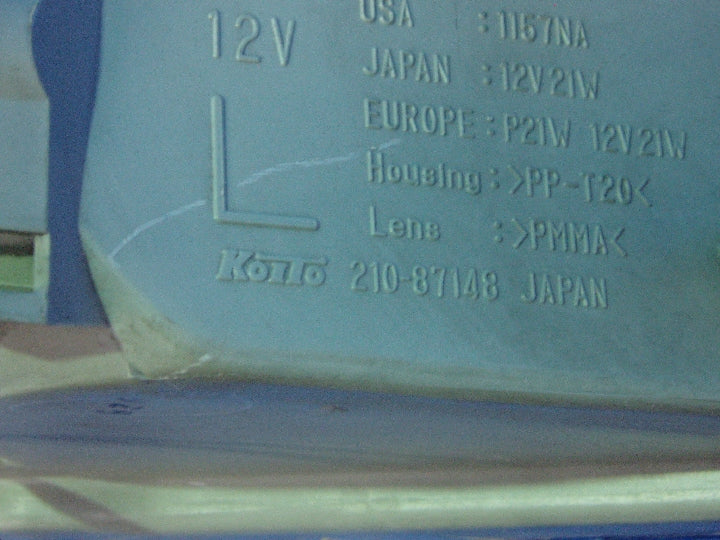 12V
USA : 1157NA
JAPAN : 12V21W
EUROPE : P21W 12V21W
Housing : >PP-T20<
Lens : >PMMA<
L
KOITO 210-87148 JAPAN